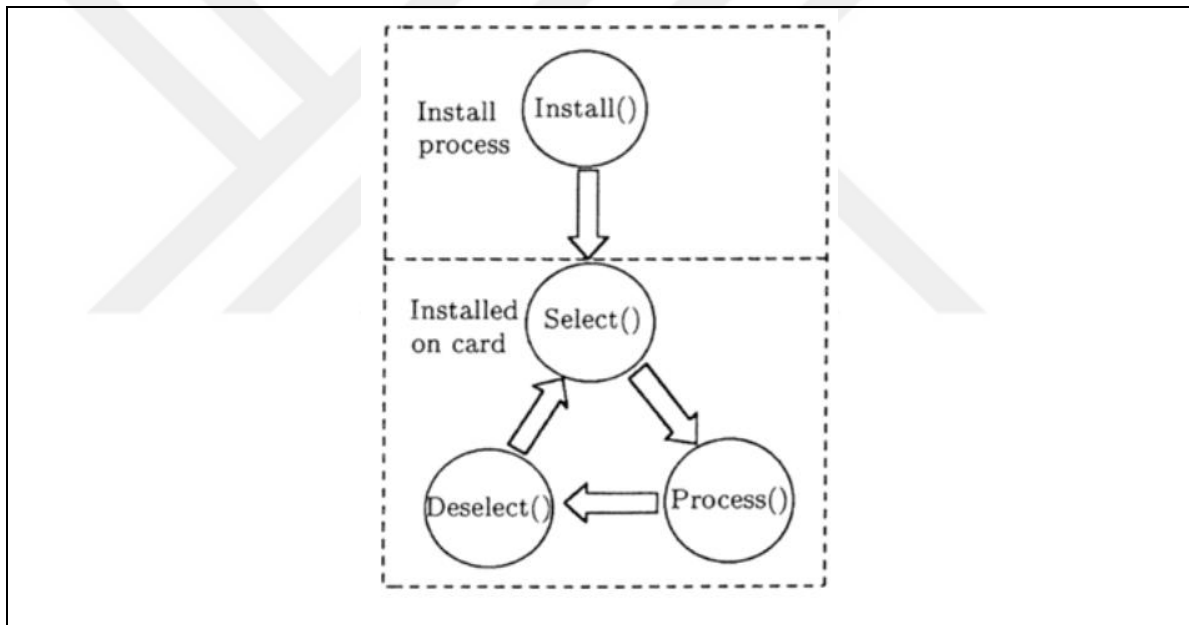 Install()
Install
process
Installed
on card
Select()
Deselect()
Process()